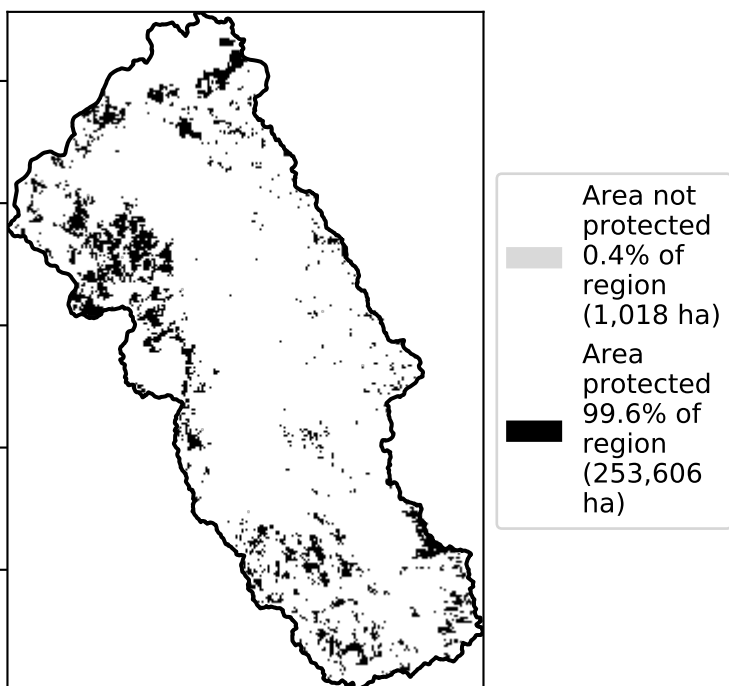 Area not
protected
0.4% of
region
(1,018 ha)
Area
protected
99.6% of
region
(253,606
ha)